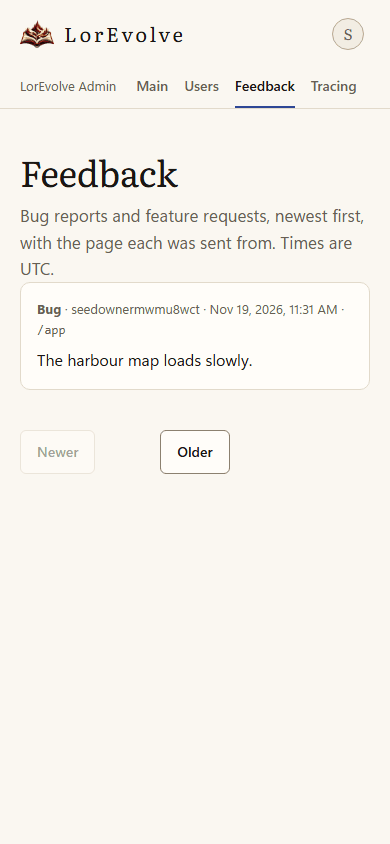 LorEvolve
S
LorEvolve Admin Main Users Feedback Tracing
Feedback
Bug reports and feature requests, newest first,
with the page each was sent from. Times are
UTC.
Bug · seedownermwmu8wct · Nov 19, 2026, 11:31 AM ·
/app
The harbour map loads slowly.
Newer Older